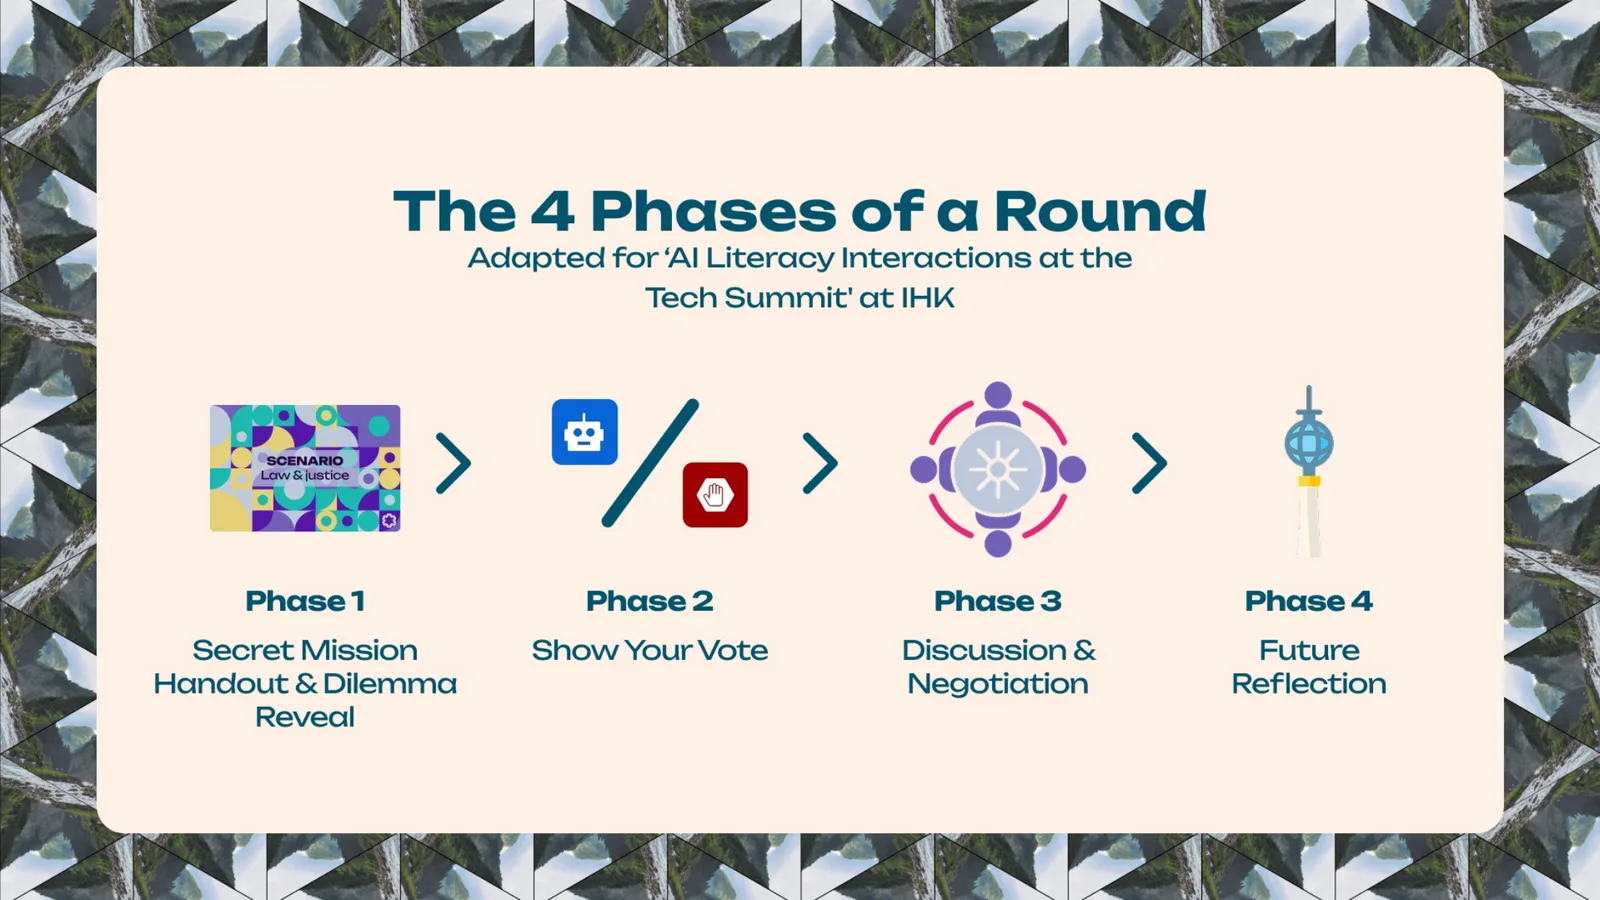 The 4 Phases of a Round
Adapted for ‘AI Literacy Interactions at the
Tech Summit' at IHK
SCENARIO
Law & justice
Phase 1
Secret Mission
Handout & Dilemma
Reveal
Phase 2
Show Your Vote
Phase 3
Discussion &
Negotiation
Phase 4
Future
Reflection